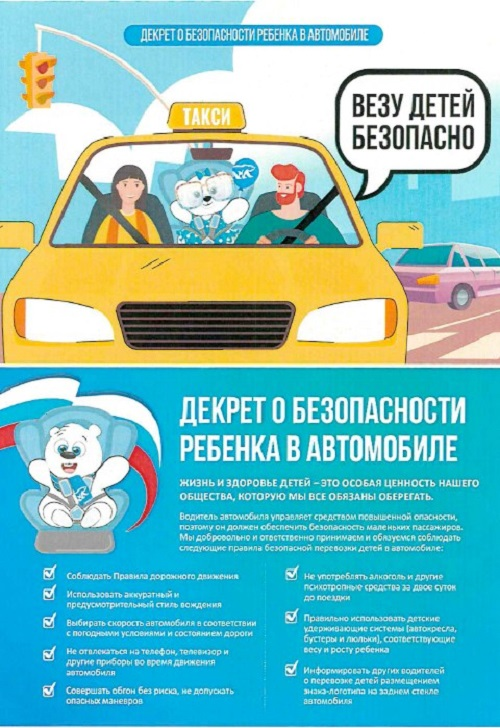 ДЕКРЕТ О БЕЗОПАСНОСТИ РЕБЕНКА В АВТОМОБИЛЕ
ТАКСИ
ВЕЗУ ДЕТЕЙ
БЕЗОПАСНО
ДЕКРЕТ О БЕЗОПАСНОСТИ
РЕБЕНКА В АВТОМОБИЛЕ
ЖИЗНЬ И ЗДОРОВЬЕ ДЕТЕЙ – ЭТО ОСОБАЯ ЦЕННОСТЬ НАШЕГО
ОБЩЕСТВА, КОТОРУЮ МЫ ВСЕ ОБЯЗАНЫ ОБЕРЕГАТЬ.
Водитель автомобиля управляет средством повышенной опасности,
поэтому он должен обеспечить безопасность маленьких пассажиров.
Мы добровольно и ответственно принимаем и обязуемся соблюдать
следующие правила безопасной перевозки детей в автомобиле:
Соблюдать Правила дорожного движения
Использовать аккуратный и
предусмотрительный стиль вождения
Выбирать скорость автомобиля в соответствии
с погодными условиями и состоянием дороги
Не отвлекаться на телефон, телевизор и
другие приборы во время движения
автомобиля
Совершать обгон без риска, не допускать
опасных маневров
Не употреблять алкоголь и другие
психотропные средства за двое суток
до поездки
Правильно использовать детские
удерживающие системы (автокресла,
бустеры и люльки), соответствующие
весу и росту ребенка
Информировать других водителей
о перевозке детей размещением
знака-логотипа на заднем стекле
автомобиля